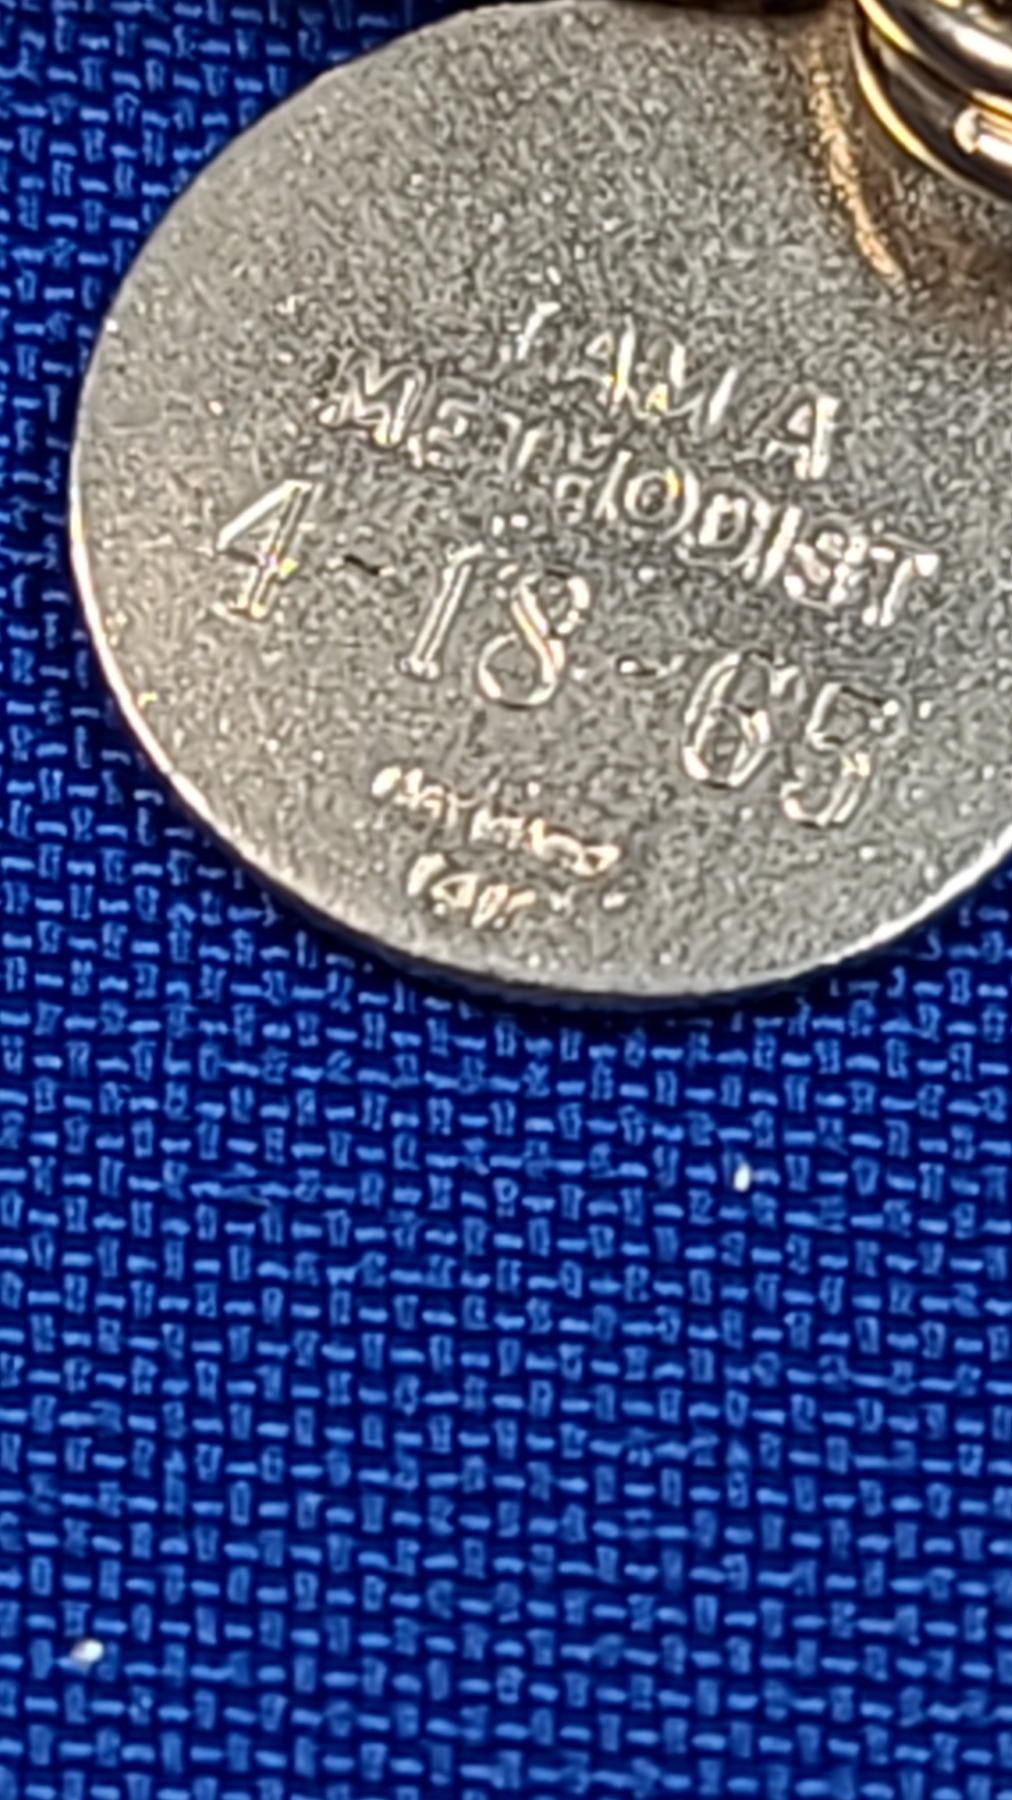 I AM A
METHODIST
4-18-65